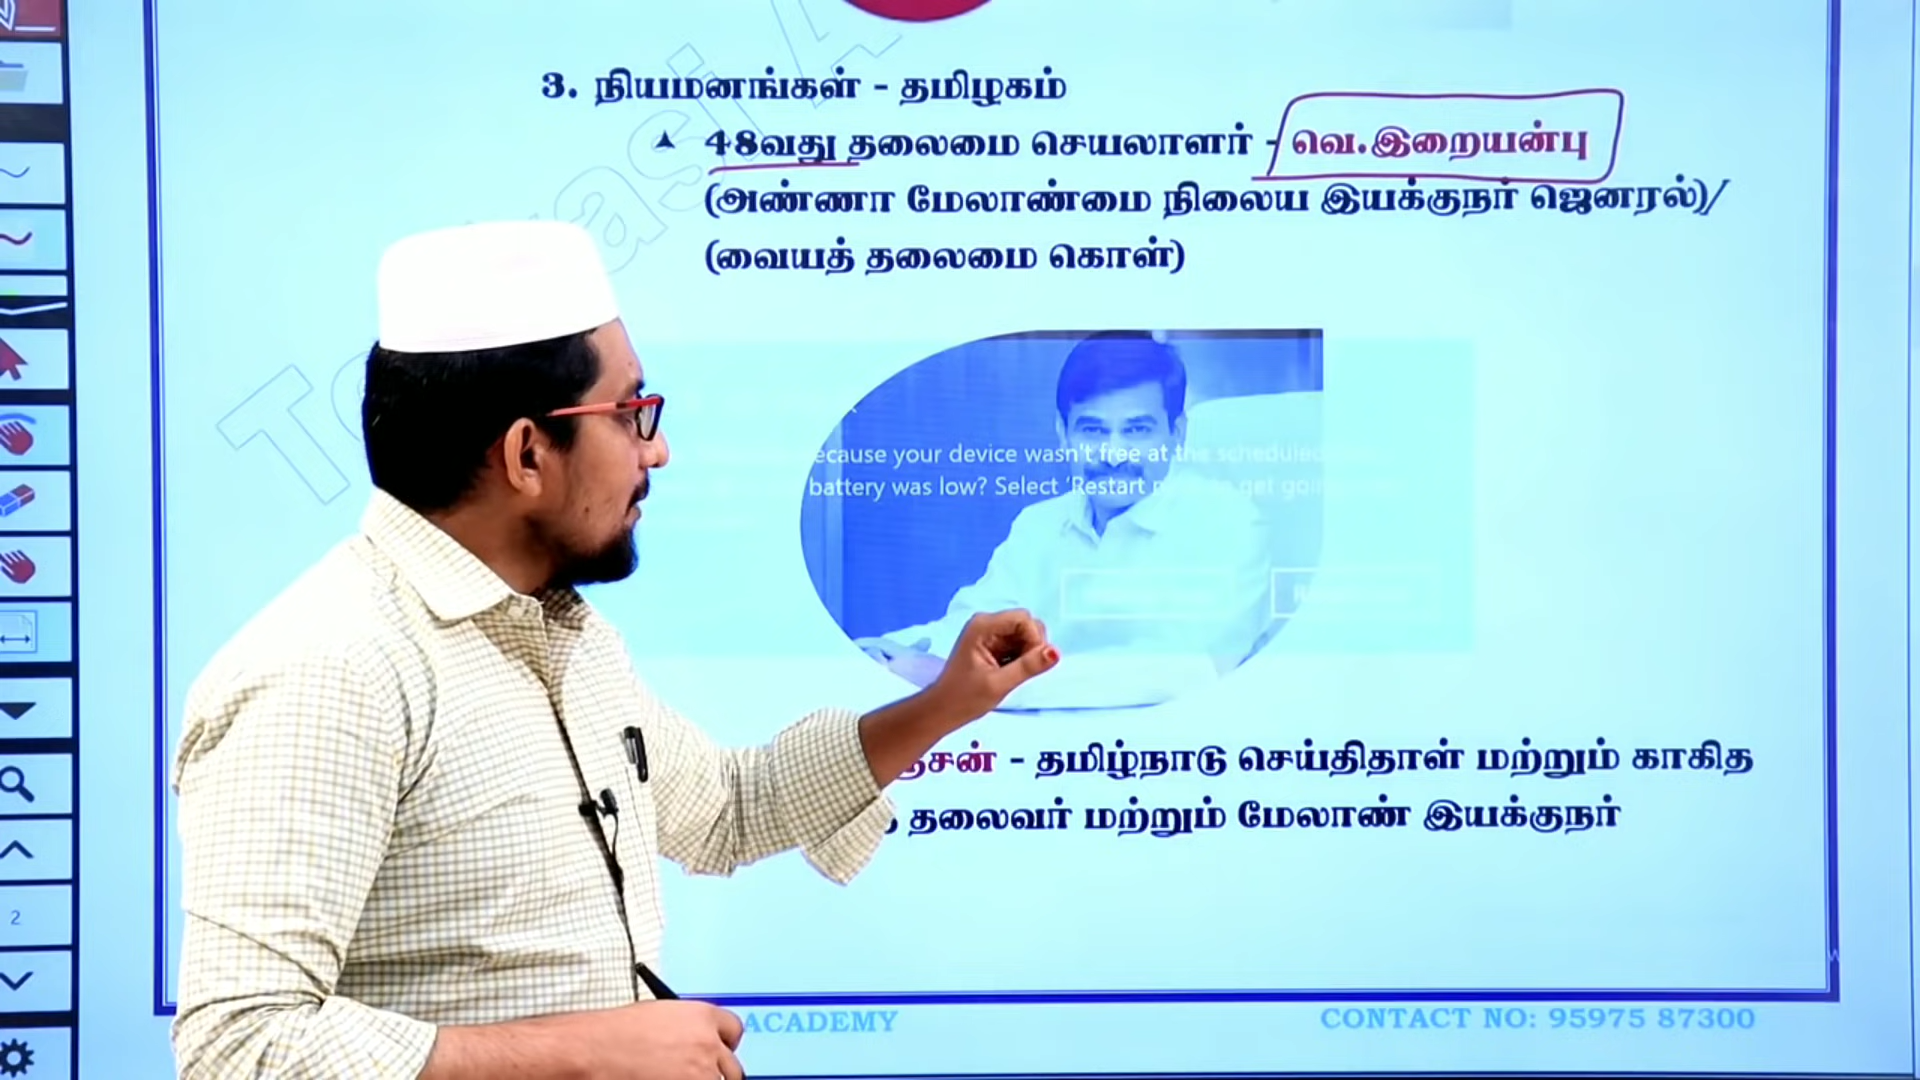 3. நியமனங்கள் - தமிழகம்
48வது தலைமை செயலாளர் - வெ.இறையன்பு
(அண்ணா மேலாண்மை நிலைய இயக்குநர் ஜெனரல்)/
(வையத் தலைமை கொள்)
ecause your device wasn't free at the scheduled
battery was low? Select 'Restart
- தமிழ்நாடு செய்திதாள் மற்றும் காகித
தலைவர் மற்றும் மேலாண் இயக்குநர்
2
ACADEMY
CONTACT NO: 95975 87300